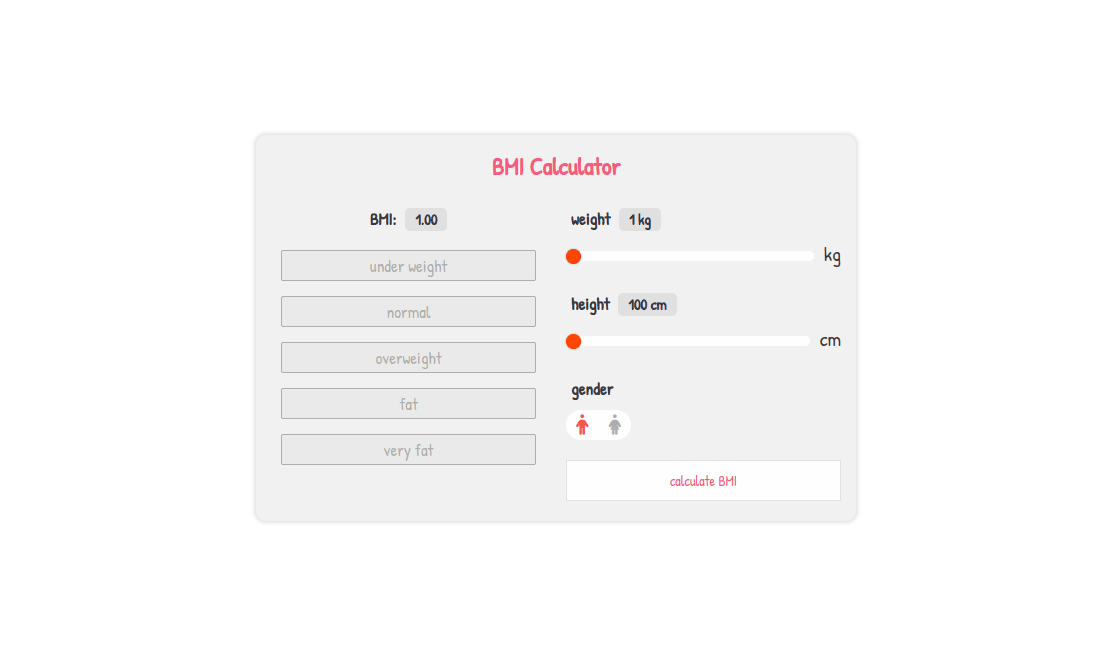 BMI Calculator
BMI: 1.00
under weight
normal
overweight
fat
very fat
weight 1 kg
kg
height 100 cm
cm
gender
calculate BMI